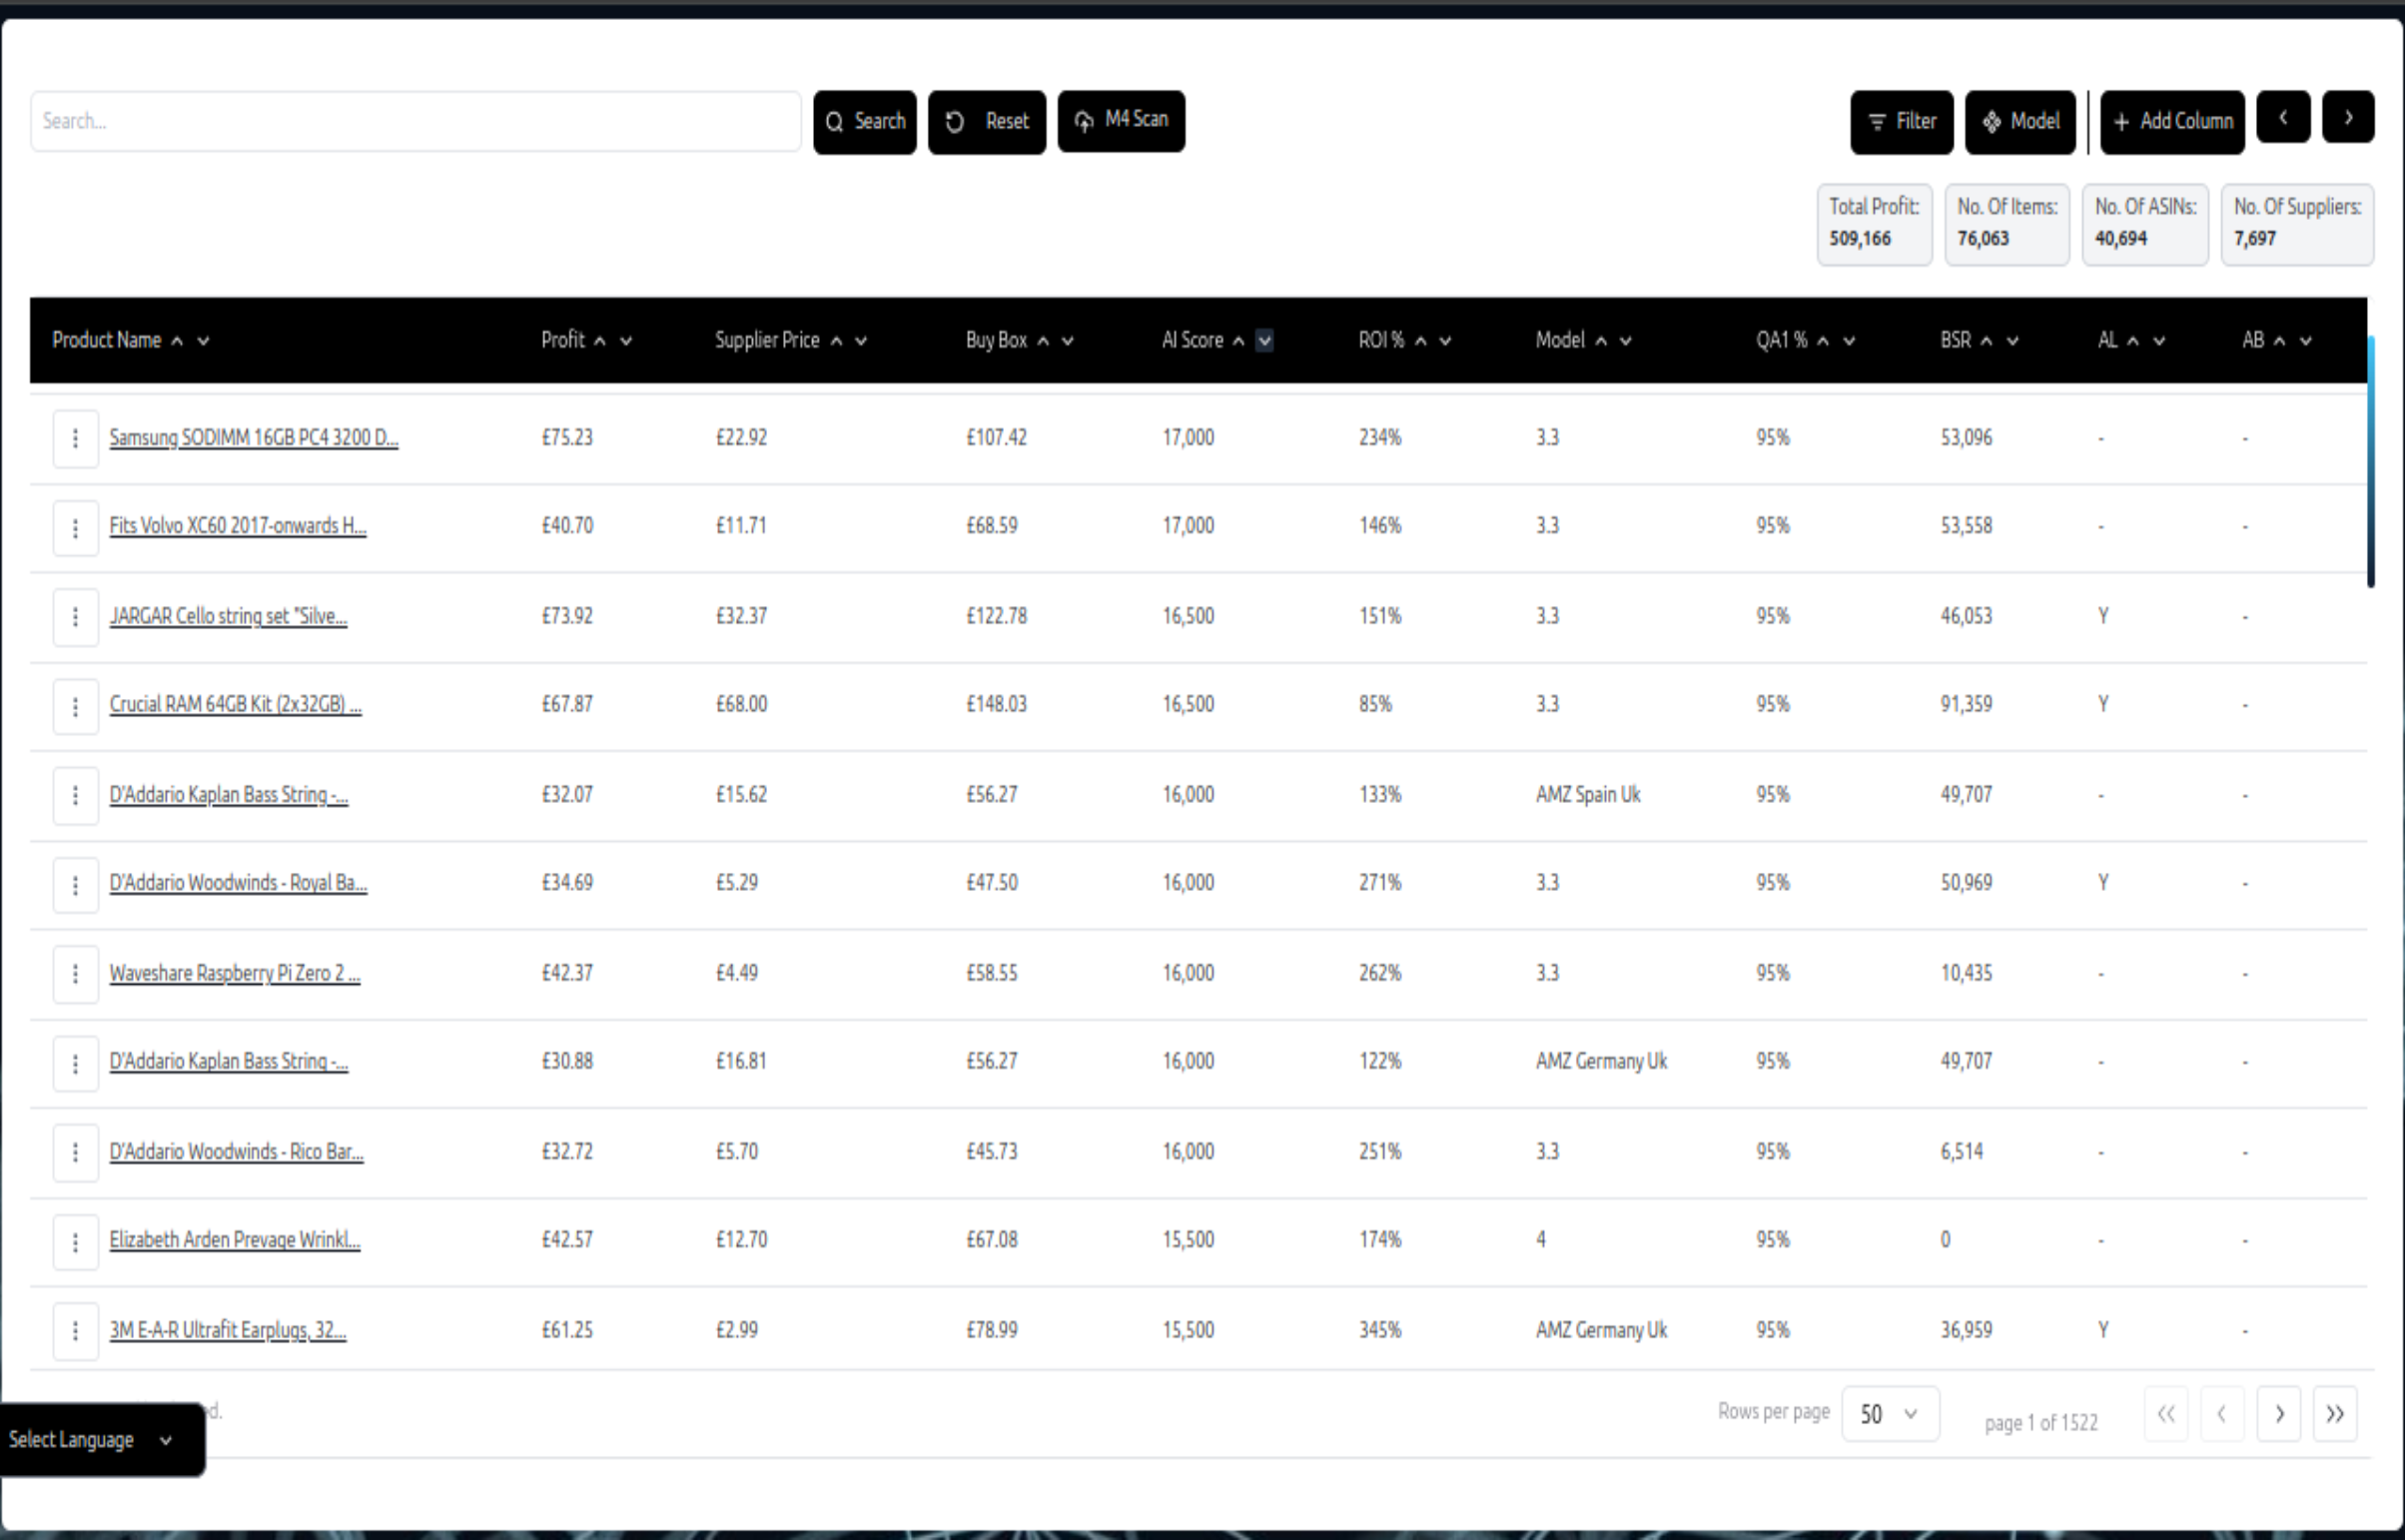 Search...
Search Reset M4 Scan Filter Model Add Column
Total Profit: No. Of Items: No. Of ASINs: No. Of Suppliers:
509,166 76,063 40,694 7,697
Product Name Profit Supplier Price Buy Box AI Score ROI % Model QA1 % BSR AL AB
Samsung SODIMM 16GB PC4 3200 D... £75.23 £22.92 £107.42 17,000 234% 3.3 95% 53,096 - -
Fits Volvo XC60 2017-onwards H... £40.70 £11.71 £68.59 17,000 146% 3.3 95% 53,558 - -
JARGAR Cello string set "Silve... £73.92 £32.37 £122.78 16,500 151% 3.3 95% 46,053 Y -
Crucial RAM 64GB Kit (2x32GB) ... £67.87 £68.00 £148.03 16,500 85% 3.3 95% 91,359 Y -
D'Addario Kaplan Bass String -... £32.07 £15.62 £56.27 16,000 133% AMZ Spain Uk 95% 49,707 - -
D'Addario Woodwinds - Royal Ba... £34.69 £5.29 £47.50 16,000 271% 3.3 95% 50,969 Y -
Waveshare Raspberry Pi Zero 2 ... £42.37 £4.49 £58.55 16,000 262% 3.3 95% 10,435 - -
D'Addario Kaplan Bass String -... £30.88 £16.81 £56.27 16,000 122% AMZ Germany Uk 95% 49,707 - -
D'Addario Woodwinds - Rico Bar... £32.72 £5.70 £45.73 16,000 251% 3.3 95% 6,514 - -
Elizabeth Arden Prevage Wrinkl... £42.57 £12.70 £67.08 15,500 174% 4 95% 0 - -
3M E-A-R Ultrafit Earplugs, 32... £61.25 £2.99 £78.99 15,500 345% AMZ Germany Uk 95% 36,959 Y -
Rows per page 50 page 1 of 1522
Select Language